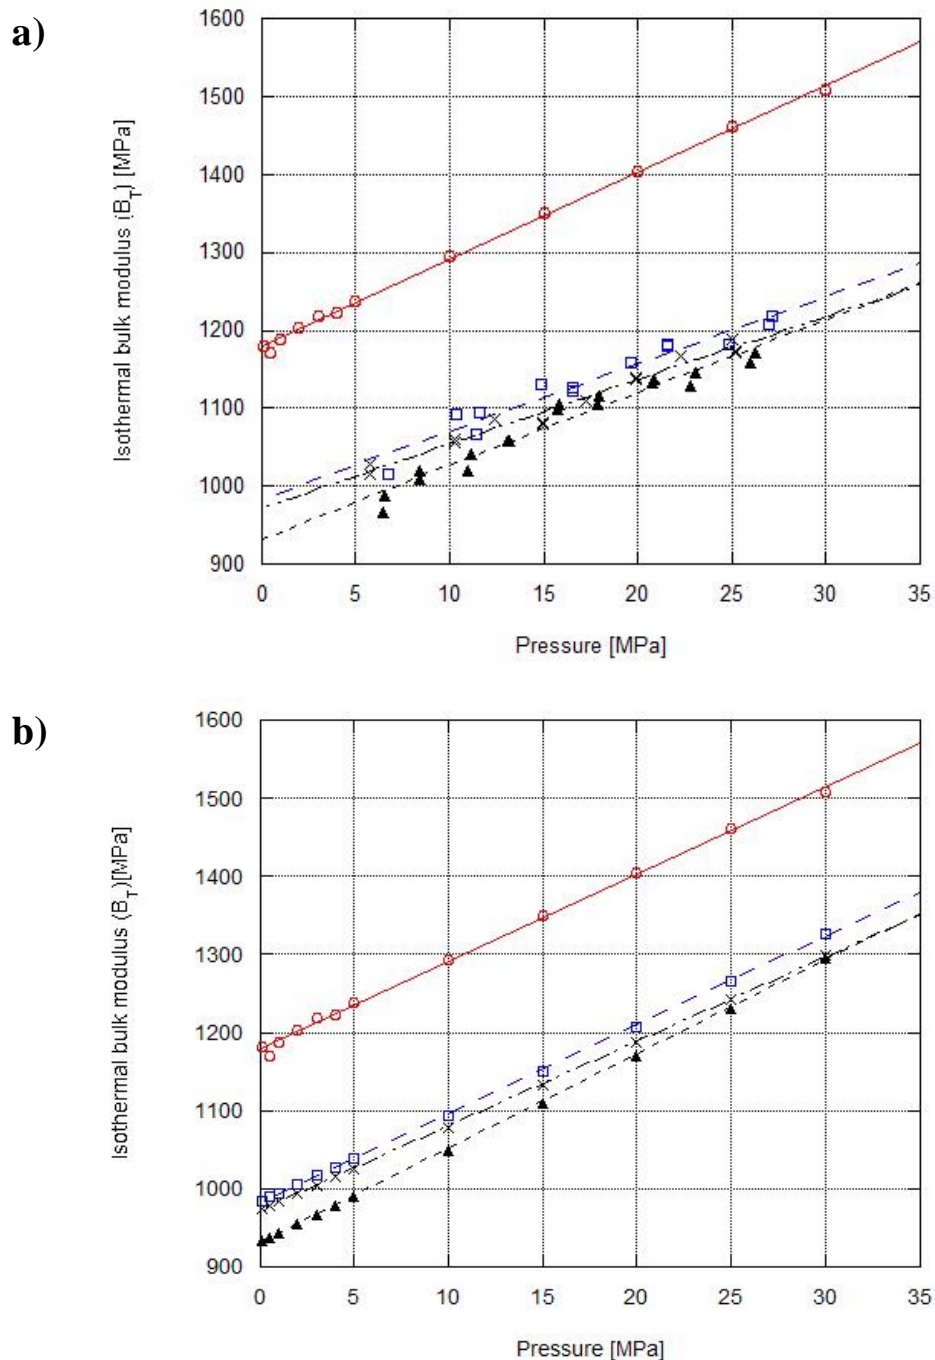 a)
1600
1500
1400
1300
1200
1100
1000
900
Isothermal bulk modulus (B_T) [MPa]
0 5 10 15 20 25 30 35
Pressure [MPa]
b)
1600
1500
1400
1300
1200
1100
1000
900
Isothermal bulk modulus (B_T)[MPa]
0 5 10 15 20 25 30 35
Pressure [MPa]